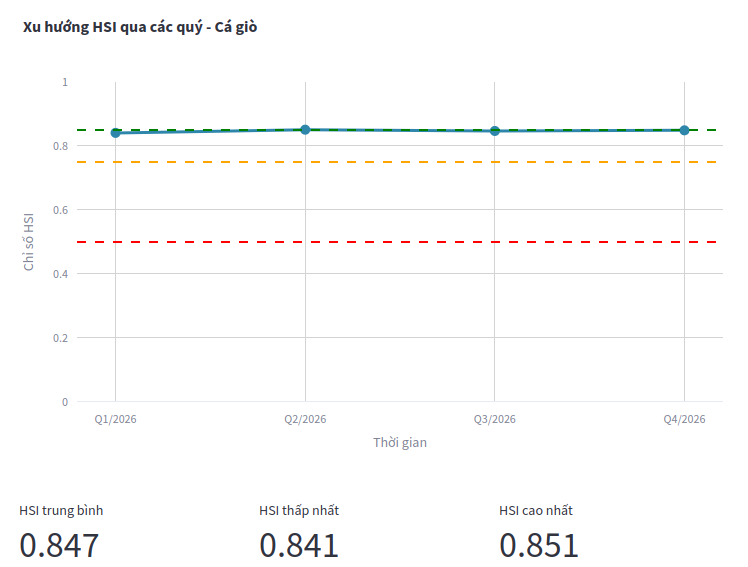 Xu hướng HSI qua các quý - Cá giò
1
0.8
0.6
0.4
0.2
0
Chỉ số HSI
Q1/2026 Q2/2026 Q3/2026 Q4/2026
Thời gian
HSI trung bình HSI thấp nhất HSI cao nhất
0.847 0.841 0.851